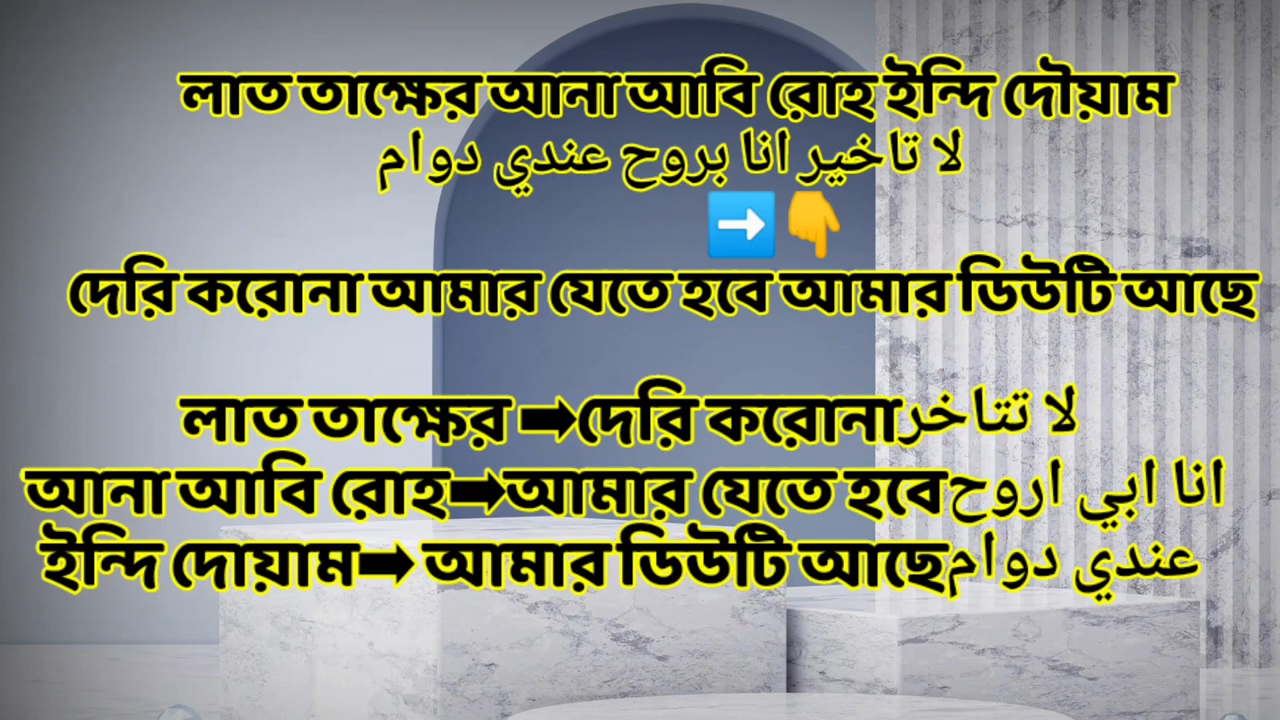 লাত তাক্ষের আনা আবি রোহ ইন্দি দৌয়াম
لا تاخير انا بروح عندي دوام
➡️👇
দেরি করোনা আমার যেতে হবে আমার ডিউটি আছে
লাত তাক্ষের ➡দেরি করোনাلا تتاخر
আনা আবি রোহ➡আমার যেতে হবেانا ابي اروح
ইন্দি দোয়াম➡ আমার ডিউটি আছেعندي دوام